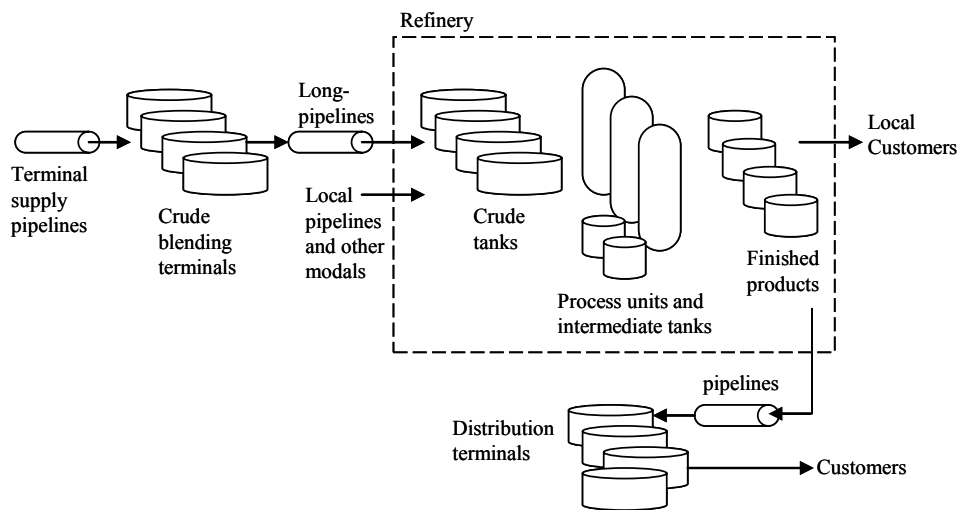 Refinery
Long-
pipelines
Local
Customers
Terminal
supply
pipelines
Crude
blending
terminals
Local
pipelines
and other
modals
Crude
tanks
Process units and
intermediate tanks
Finished
products
pipelines
Distribution
terminals
Customers